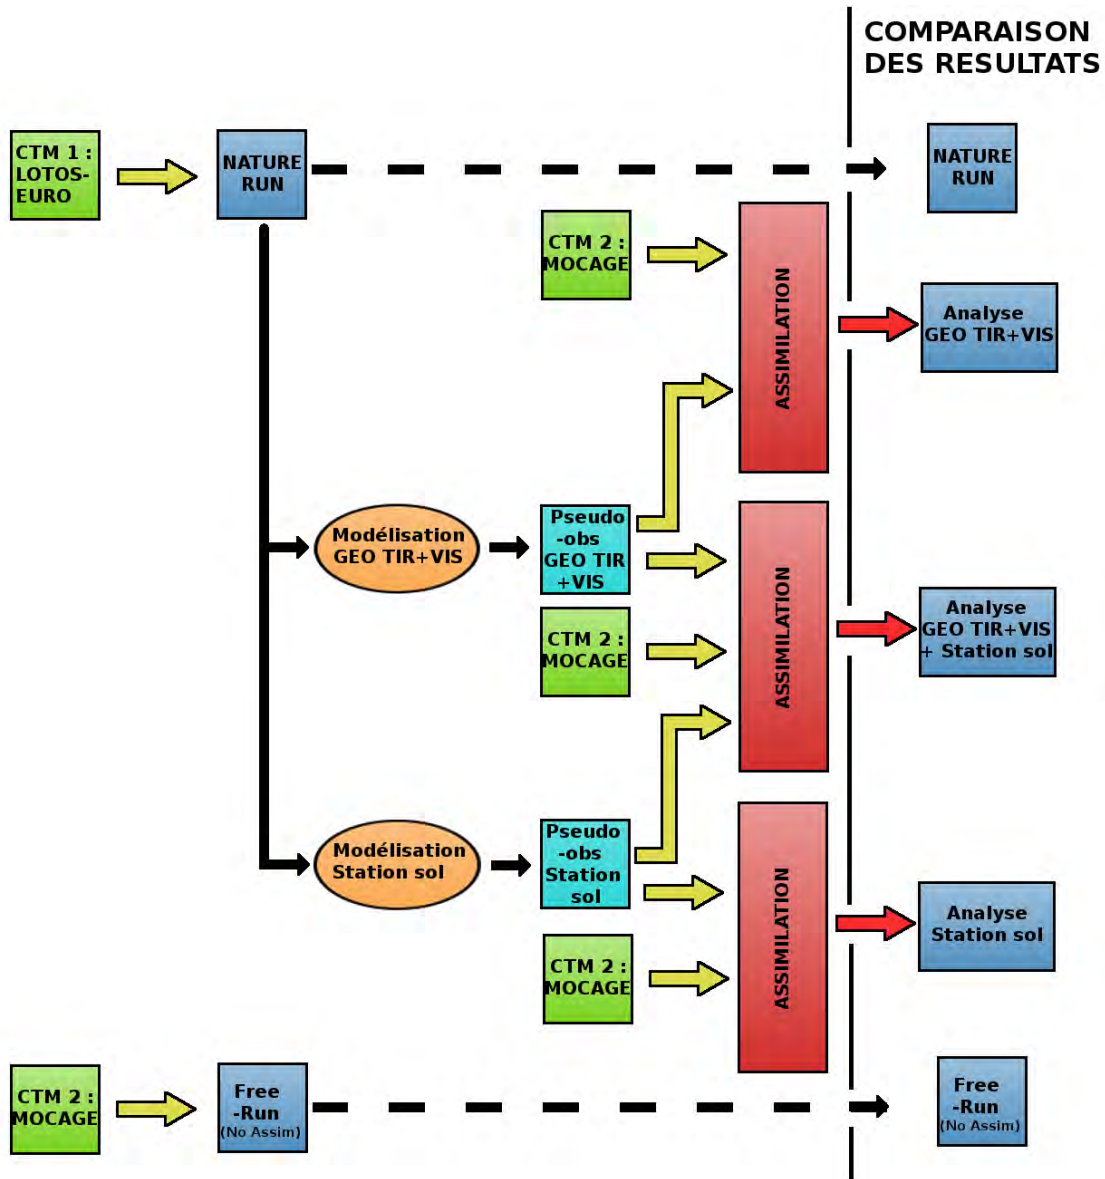 COMPARAISON
DES RESULTATS
CTM 1 :
LOTOS-
EURO
NATURE
RUN
NATURE
RUN
CTM 2 :
MOCAGE
ASSIMILATION
Analyse
GEO TIR+VIS
Modélisation
GEO TIR+VIS
Pseudo
-obs
GEO TIR
+VIS
CTM 2 :
MOCAGE
ASSIMILATION
Analyse
GEO TIR+VIS
+ Station sol
Modélisation
Station sol
Pseudo
-obs
Station
sol
CTM 2 :
MOCAGE
ASSIMILATION
Analyse
Station sol
CTM 2 :
MOCAGE
Free
-Run
(No Assim)
Free
-Run
(No Assim)